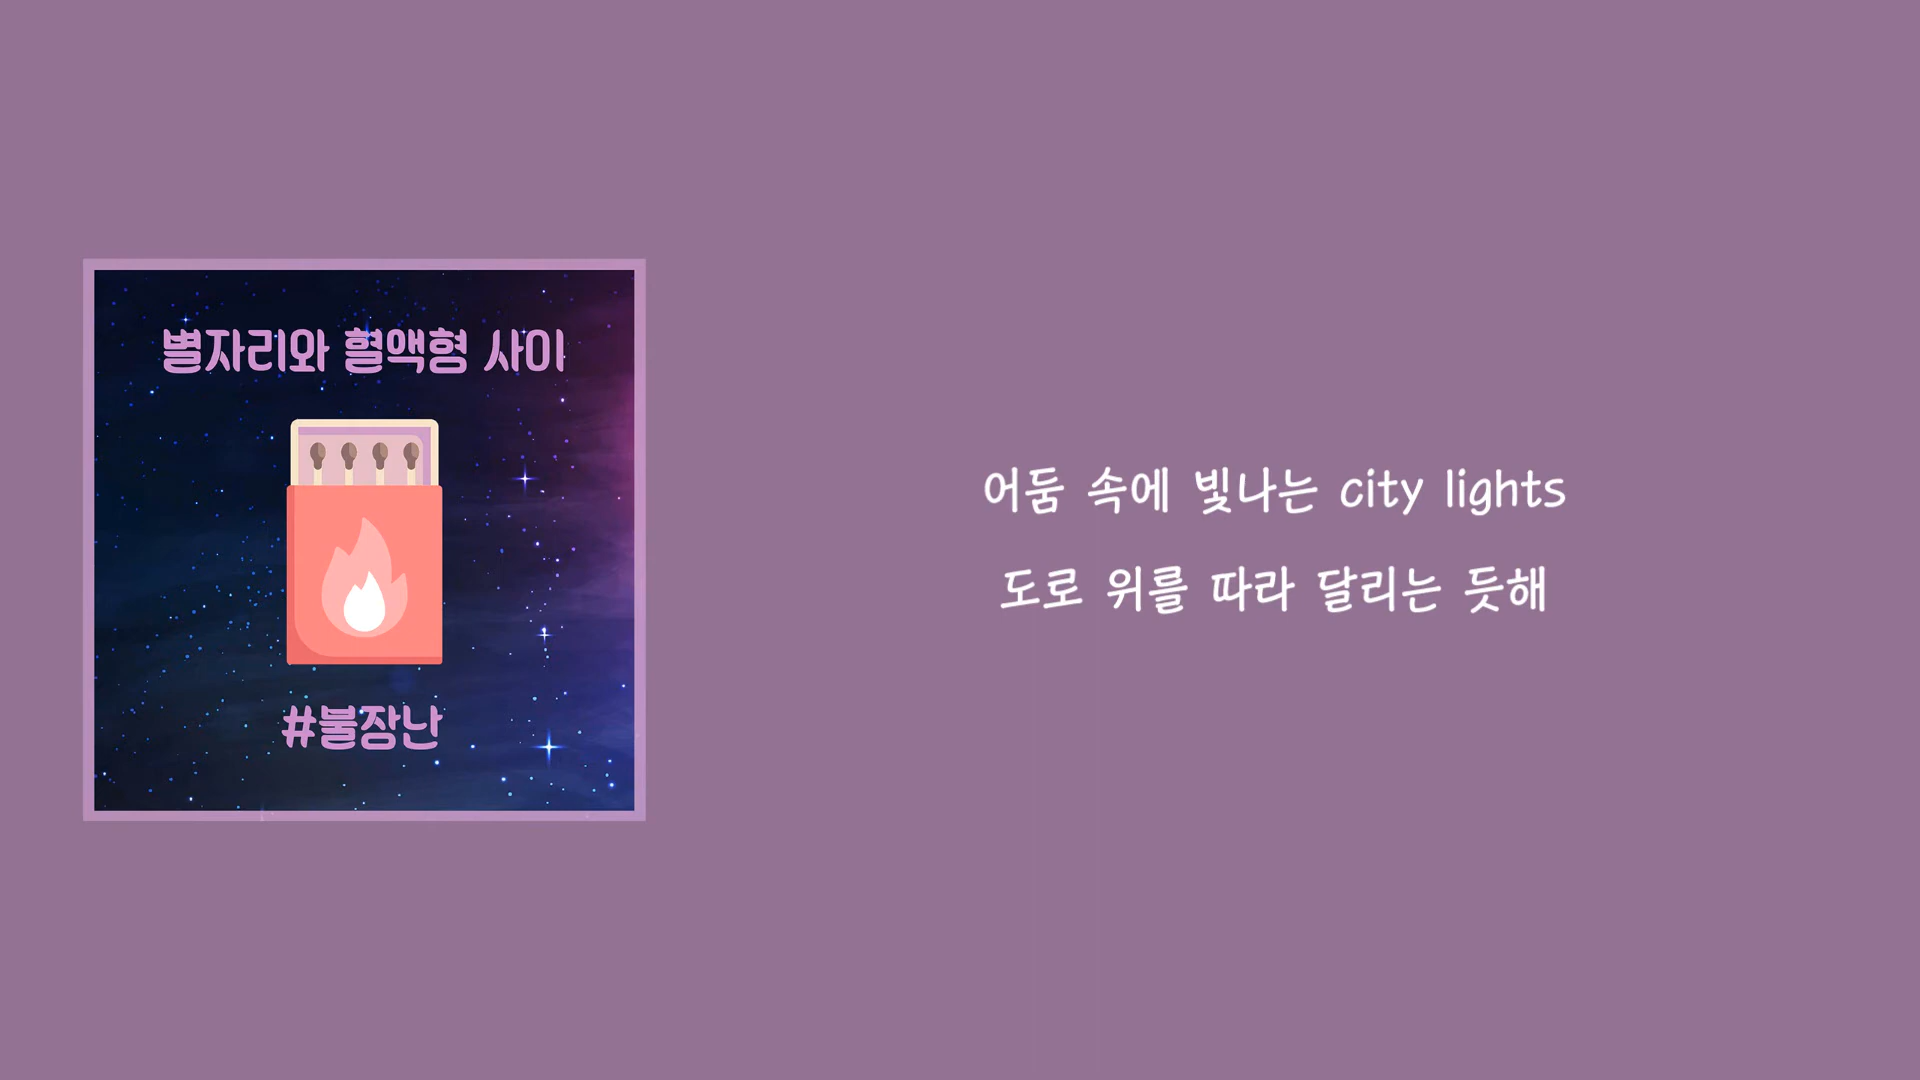 별자리와 혈액형 사이
#불장난
어둠 속에 빛나는 city lights
도로 위를 따라 달리는 듯해